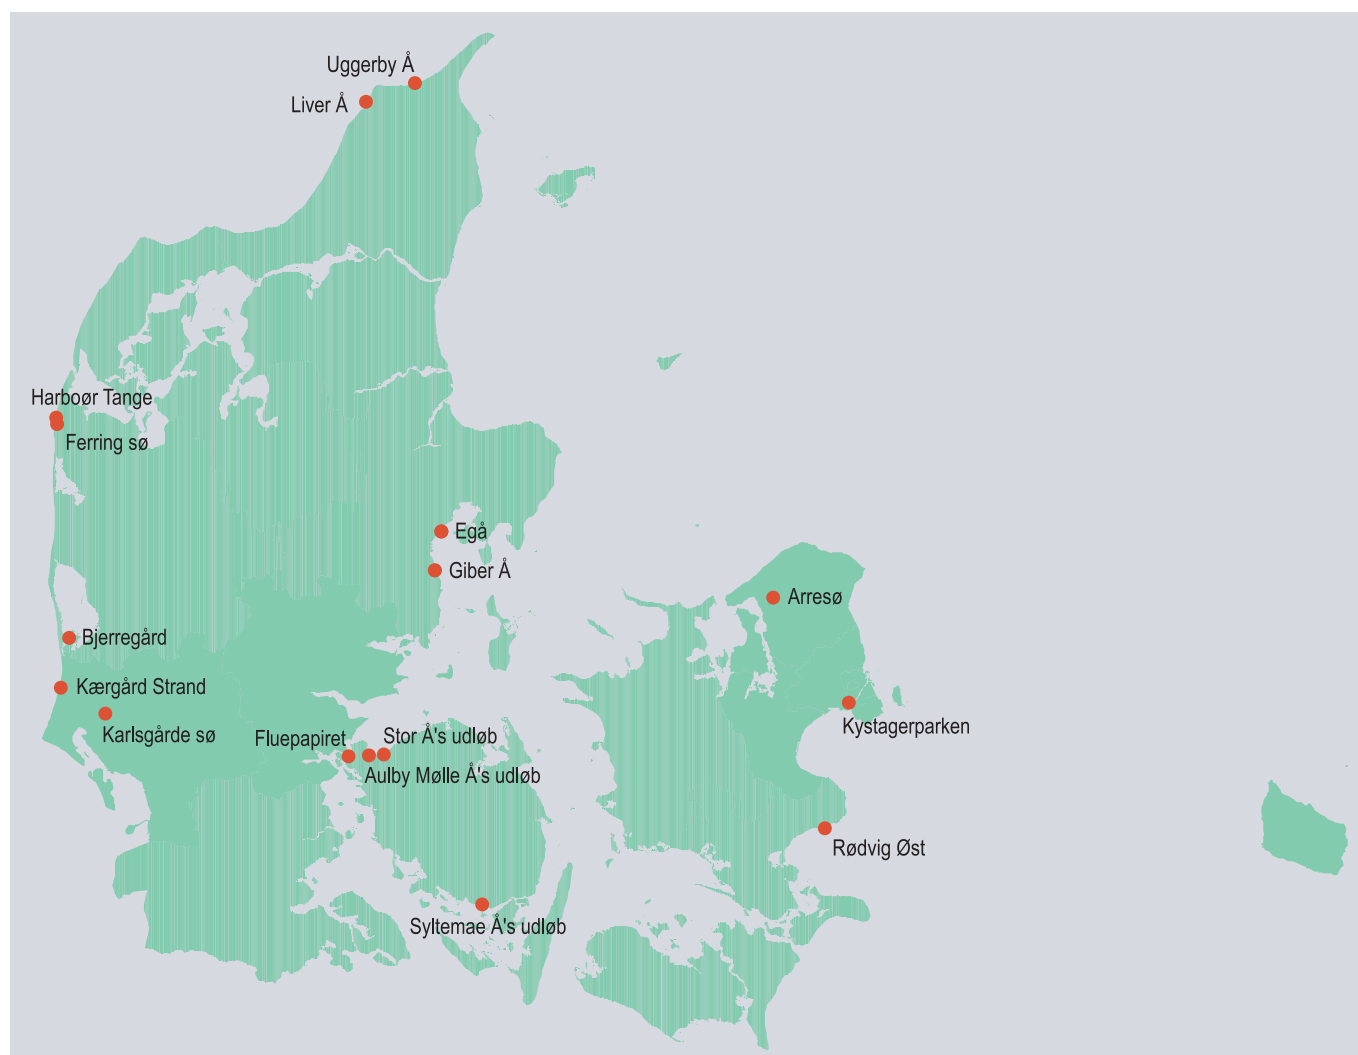 Uggerby Å
Liver Å
Harboør Tange
Ferring sø
Egå
Giber Å
Arresø
Bjerregård
Kærgård Strand
Karlsgårde sø
Kystagerparken
Fluepapiret
Stor Å's udløb
Aulby Mølle Å's udløb
Rødvig Øst
Syltemae Å's udløb